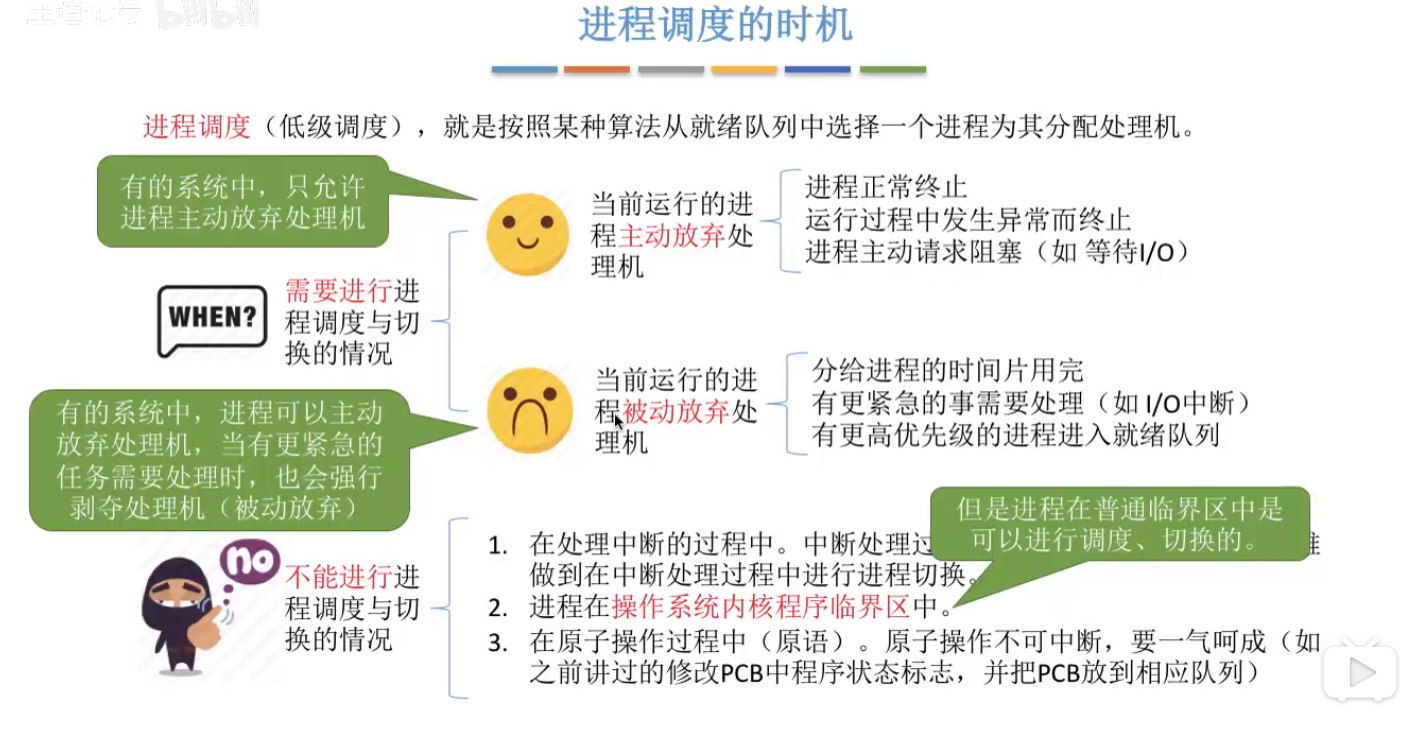 王道论坛 bilibili
进程调度的时机
进程调度（低级调度），就是按照某种算法从就绪队列中选择一个进程为其分配处理机。
有的系统中，只允许
进程主动放弃处理机
当前运行的进
程主动放弃处
理机
进程正常终止
运行过程中发生异常而终止
进程主动请求阻塞（如 等待I/O）
WHEN?
需要进行进
程调度与切
换的情况
有的系统中，进程可以主动
放弃处理机，当有更紧急的
任务需要处理时，也会强行
剥夺处理机（被动放弃）
当前运行的进
程被动放弃处
理机
分给进程的时间片用完
有更紧急的事需要处理（如 I/O中断）
有更高优先级的进程进入就绪队列
但是进程在普通临界区中是
可以进行调度、切换的。
no
不能进行进
程调度与切
换的情况
1. 在处理中断的过程中。中断处理过
做到在中断处理过程中进行进程切换。
2. 进程在操作系统内核程序临界区中。
3. 在原子操作过程中（原语）。原子操作不可中断，要一气呵成（如
之前讲过的修改PCB中程序状态标志，并把PCB放到相应队列）